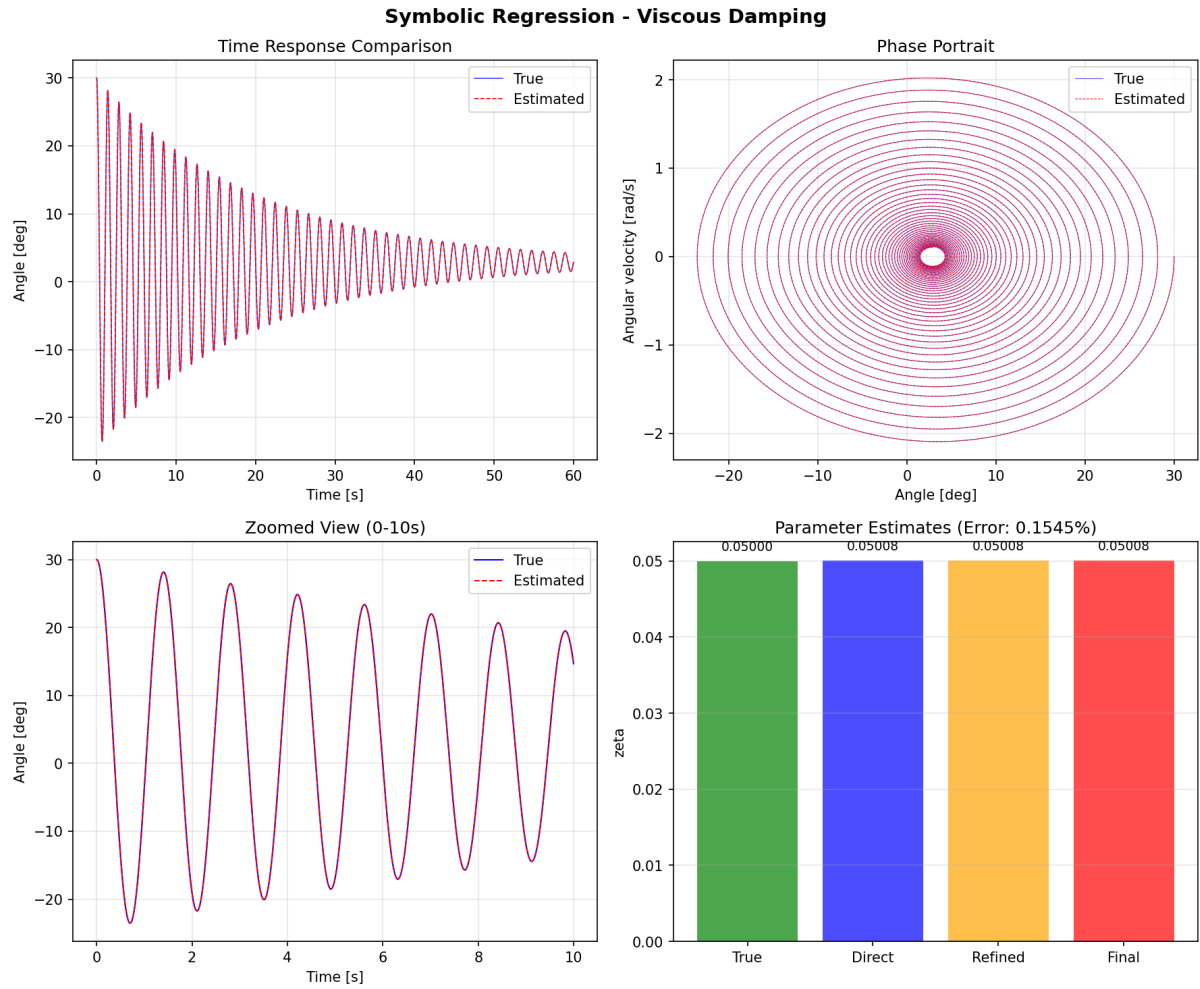 Symbolic Regression - Viscous Damping
Time Response Comparison
Angle [deg]
30
20
10
0
−10
−20
True
Estimated
0
10
20
30
40
50
60
Time [s]
Phase Portrait
Angular velocity [rad/s]
2
1
0
−1
−2
True
Estimated
−20
−10
0
10
20
30
Angle [deg]
Zoomed View (0-10s)
Angle [deg]
30
20
10
0
−10
−20
True
Estimated
0
2
4
6
8
10
Time [s]
Parameter Estimates (Error: 0.1545%)
zeta
0.05
0.04
0.03
0.02
0.01
0.00
0.05000
0.05008
0.05008
0.05008
True
Direct
Refined
Final